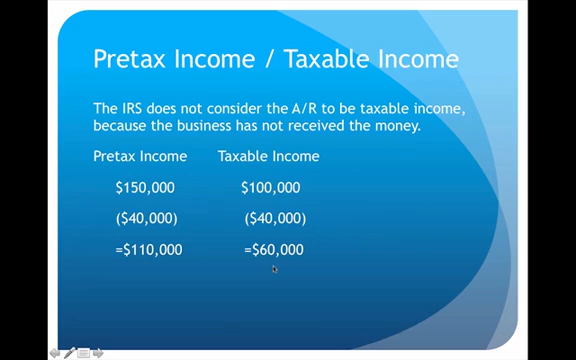 Pretax Income / Taxable Income
The IRS does not consider the A/R to be taxable income,
because the business has not received the money.
Pretax Income Taxable Income
$150,000 $100,000
($40,000) ($40,000)
=$110,000 =$60,000